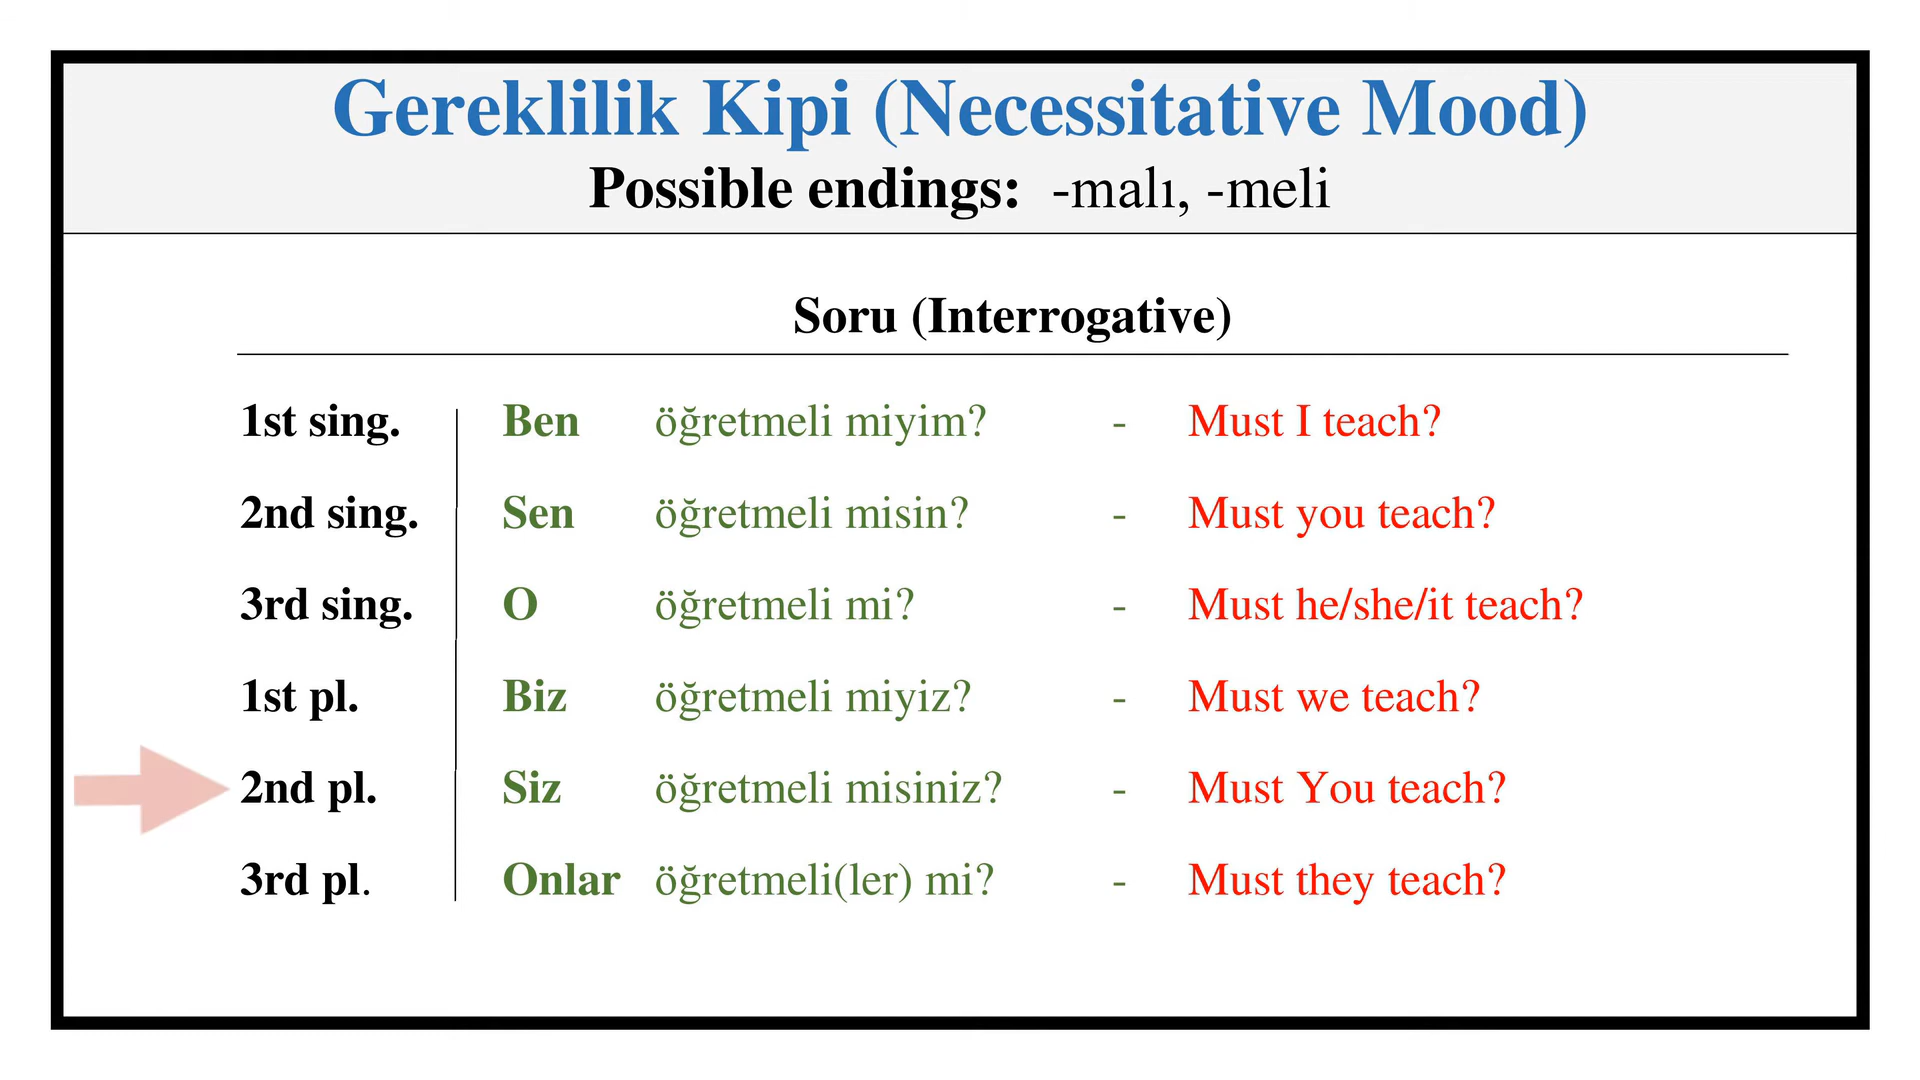 Gereklilik Kipi (Necessitative Mood)
Possible endings: -malı, -meli
Soru (Interrogative)
1st sing. Ben öğretmeli miyim? - Must I teach?
2nd sing. Sen öğretmeli misin? - Must you teach?
3rd sing. O öğretmeli mi? - Must he/she/it teach?
1st pl. Biz öğretmeli miyiz? - Must we teach?
2nd pl. Siz öğretmeli misiniz? - Must You teach?
3rd pl. Onlar öğretmeli(ler) mi? - Must they teach?